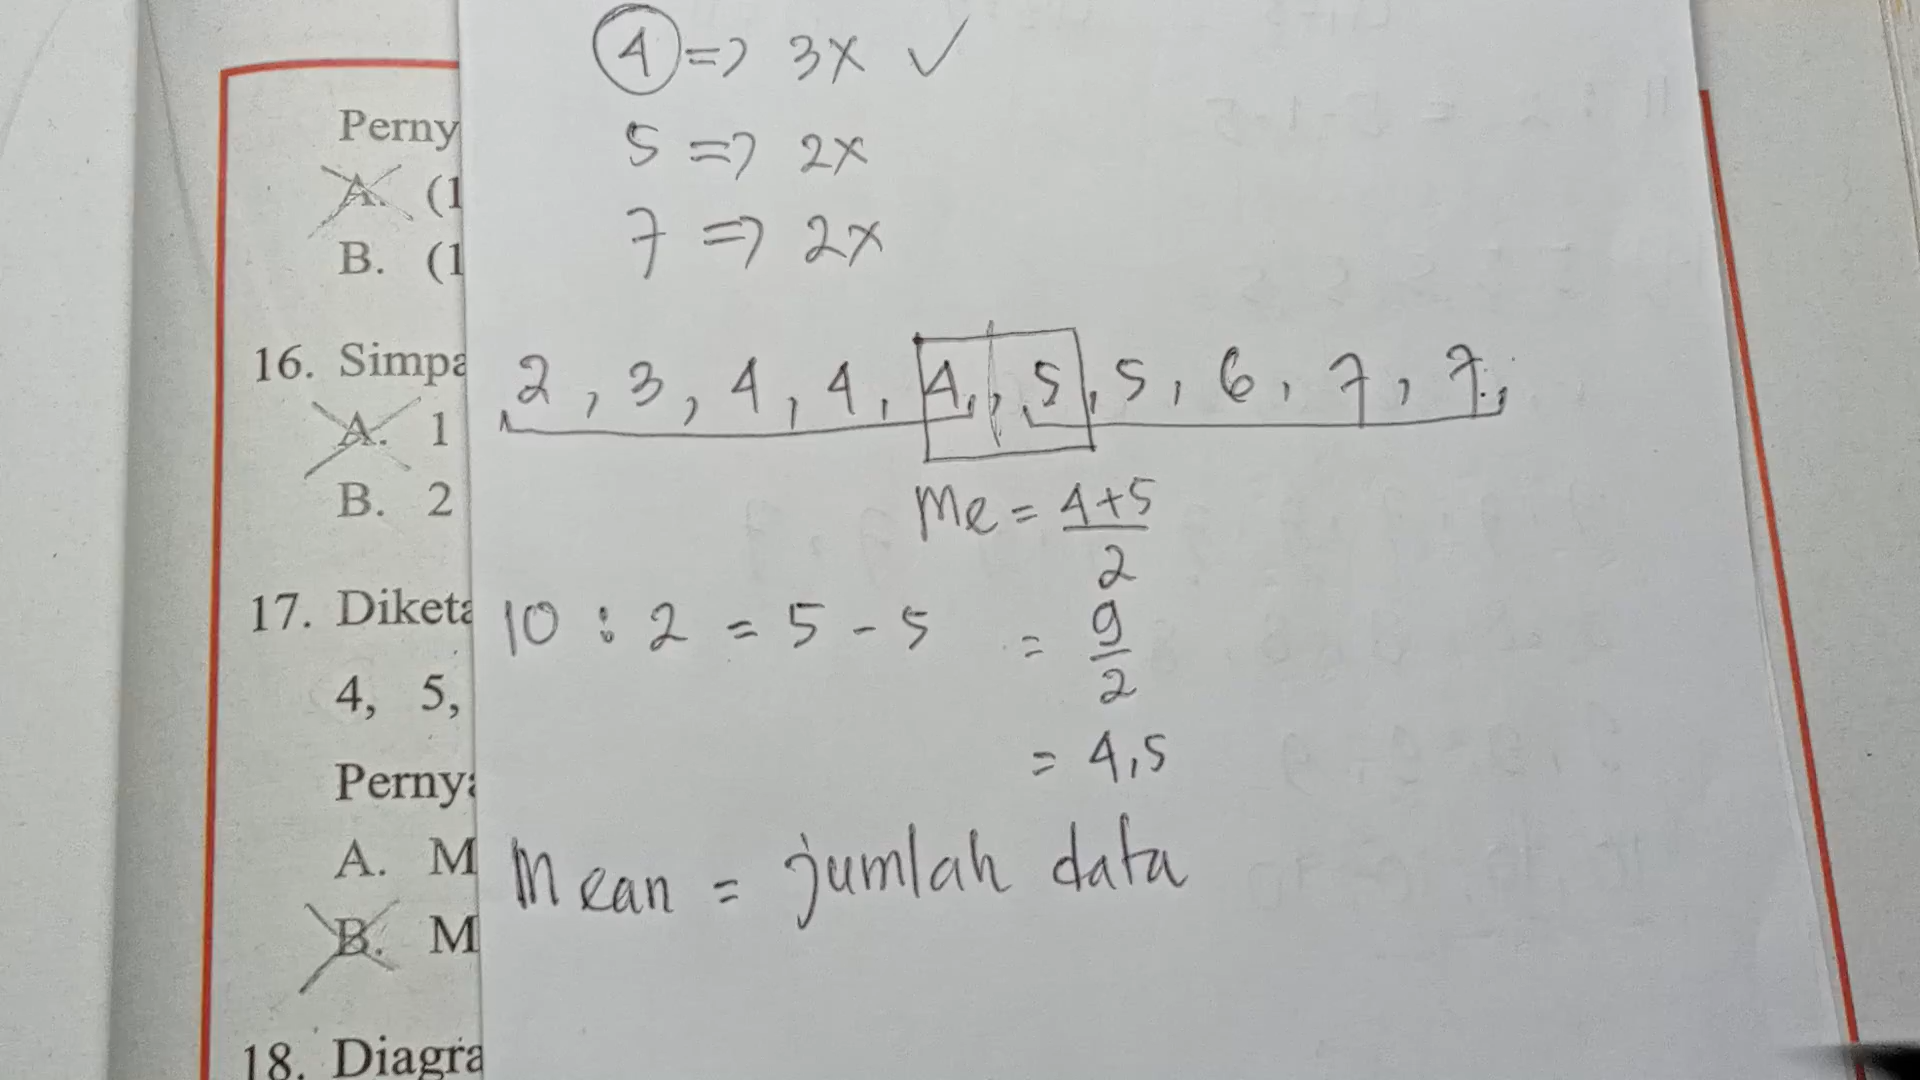 4 => 3x ✓
5 => 2x
7 => 2x
Perny
A. (1
B. (1
16. Simpa
A. 1
B. 2
2, 3, 4, 4, 4, 5, 5, 6, 7, 7,
Me = 4+5
2
10 : 2 = 5 - 5
= 9
2
= 4,5
Mean = jumlah data
17. Diketa
4, 5,
Pernya
A. M
B. M
18. Diagra